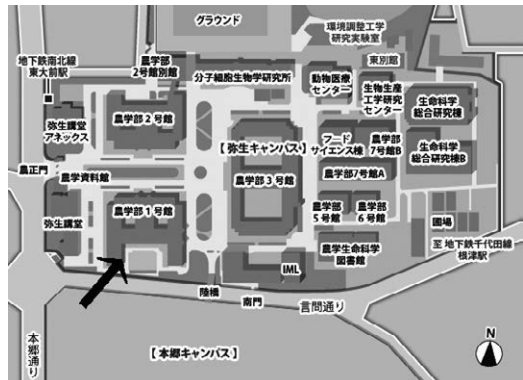 グラウンド
環境調整工学
研究実験室
地下鉄南北線
東大前駅
農学部
2号館別館
分子細胞生物学研究所
動物医療
センター
東別館
生物生産
工学研究
センター
生命科学
総合研究棟
弥生講堂
アネックス
農学部2号館
【弥生キャンパス】
フード
サイエンス棟
農学部
7号館B
生命科学
総合研究棟B
農正門
農学資料館
農学部3号館
農学部7号館A
弥生講堂
農学部1号館
農学部
5号館
農学部
6号館
圃場
農生命科学
図書館
至 地下鉄千代田線
根津駅
IML
陸橋
南門
言問通り
本郷通り
【本郷キャンパス】
N